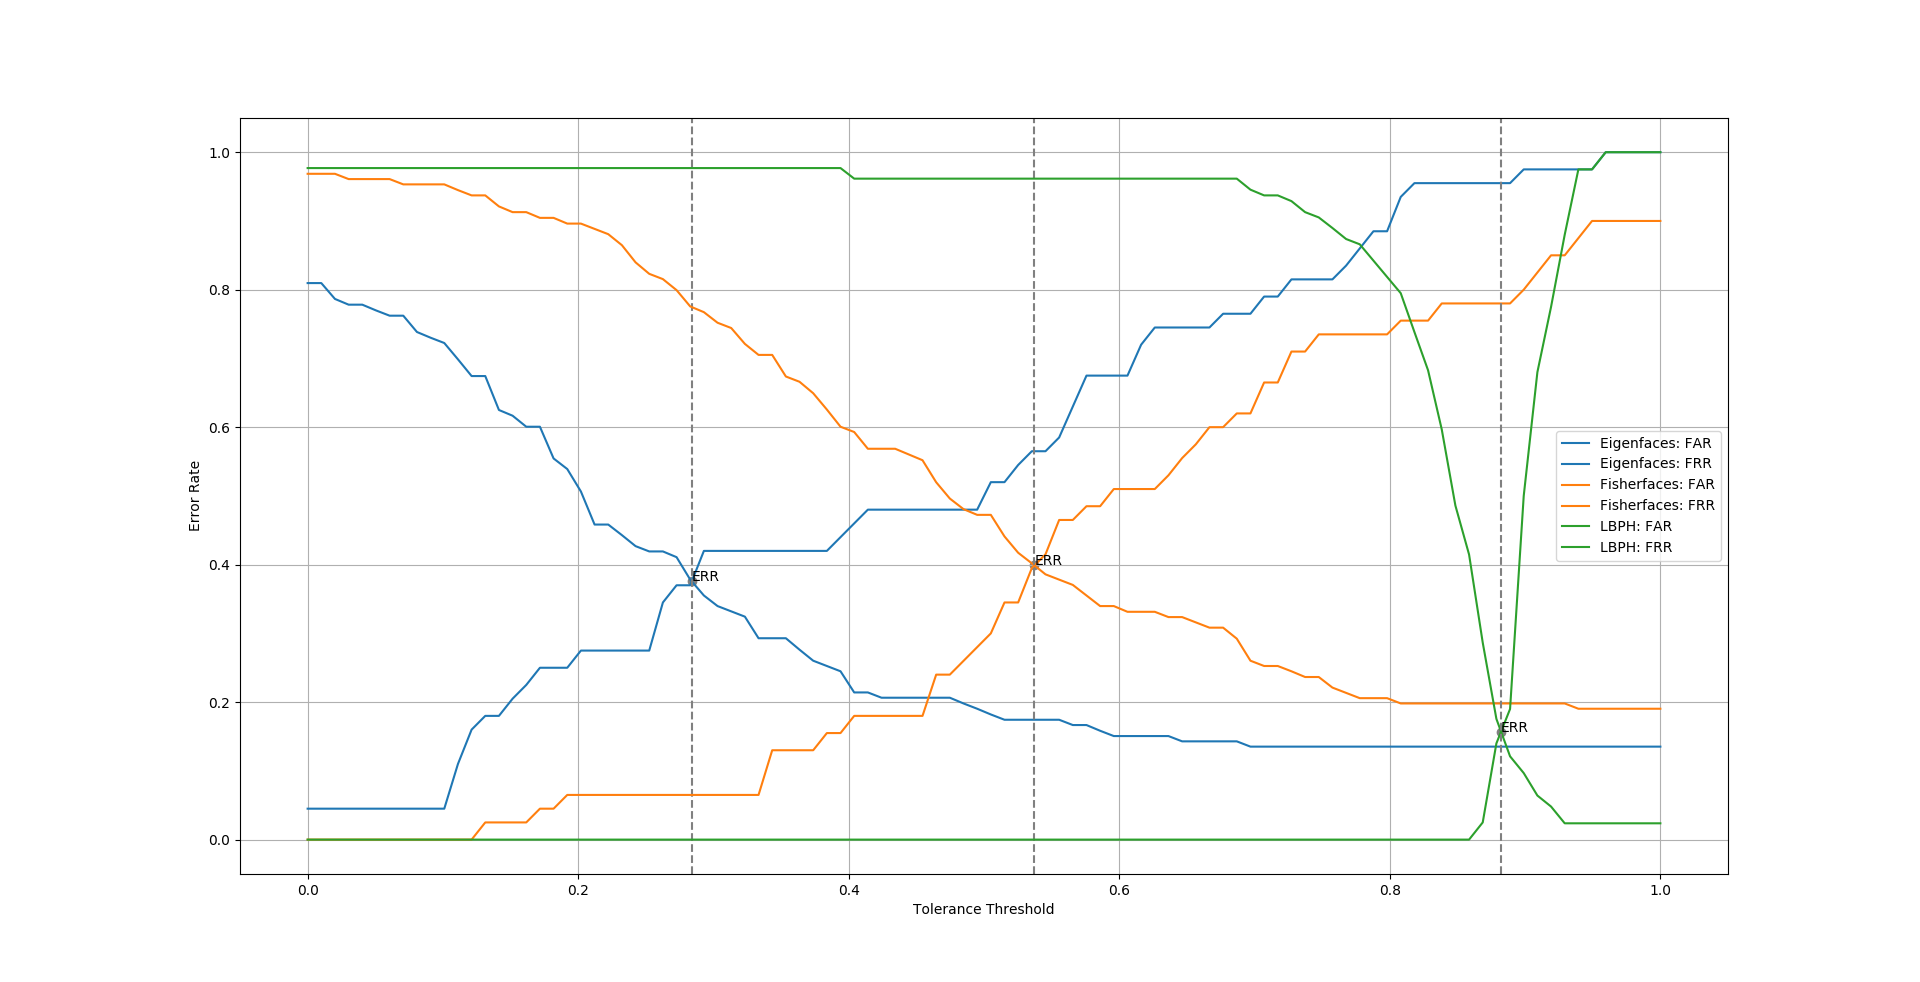 1.0
0.8
0.6
0.4
0.2
0.0
Error Rate
ERR
ERR
ERR
Eigenfaces: FAR
Eigenfaces: FRR
Fisherfaces: FAR
Fisherfaces: FRR
LBPH: FAR
LBPH: FRR
0.0 0.2 0.4 0.6 0.8 1.0
Tolerance Threshold